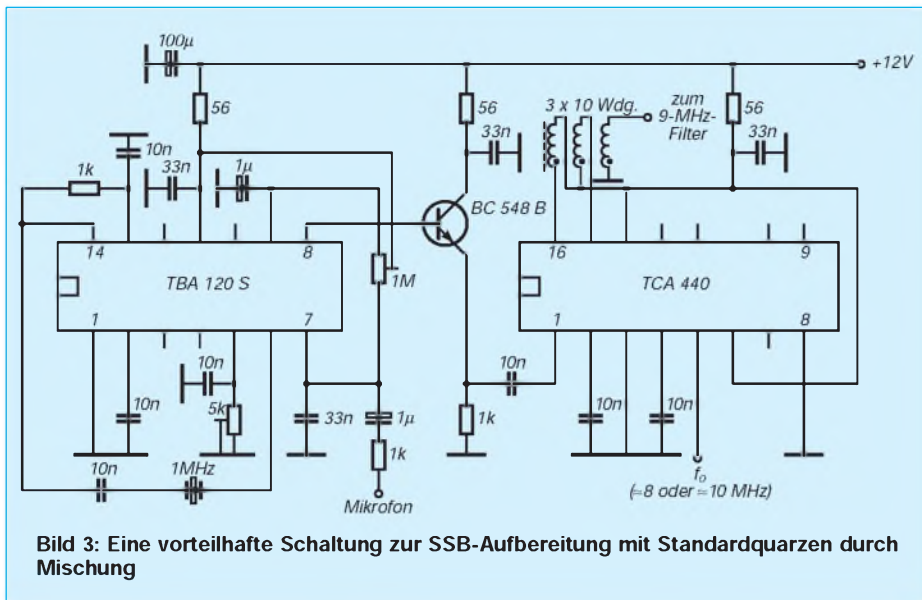 100µ
+12V
56
56
3 x 10 Wdg.
zum
9-MHz-
Filter
56
10n
33n
1µ
33n
33n
1k
BC 548 B
14
8
16
9
TBA 120 S
1M
TCA 440
1
7
1
8
10n
10n
5k
10n
33n
1µ
10n
1k
10n
10n
10n
1MHz
1k
Mikrofon
fo
(≈8 oder ≈10 MHz)
Bild 3: Eine vorteilhafte Schaltung zur SSB-Aufbereitung mit Standardquarzen durch
Mischung